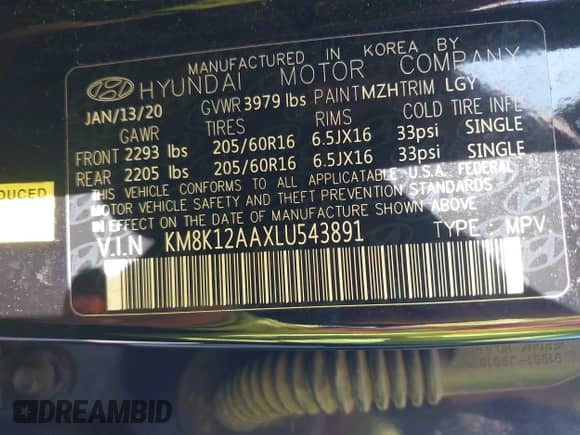 MANUFACTURED IN KOREA BY
HYUNDAI MOTOR COMPANY
JAN/13/20 GVWR 3979 lbs PAINT MZH TRIM LGY
GAWR TIRES RIMS COLD TIRE INFL
FRONT 2293 lbs 205/60R16 6.5JX16 33psi SINGLE
REAR 2205 lbs 205/60R16 6.5JX16 33psi SINGLE
THIS VEHICLE CONFORMS TO ALL APPLICATABLE U.S.A. FEDERAL
MOTOR VEHICLE SAFETY AND THEFT PREVENTION STANDARDS
IN EFFECT ON THE DATE OF MANUFACTURE SHOWN ABOVE
V.I.N KM8K12AAXLU543891 TYPE : MPV
DUCED
DREAMBID